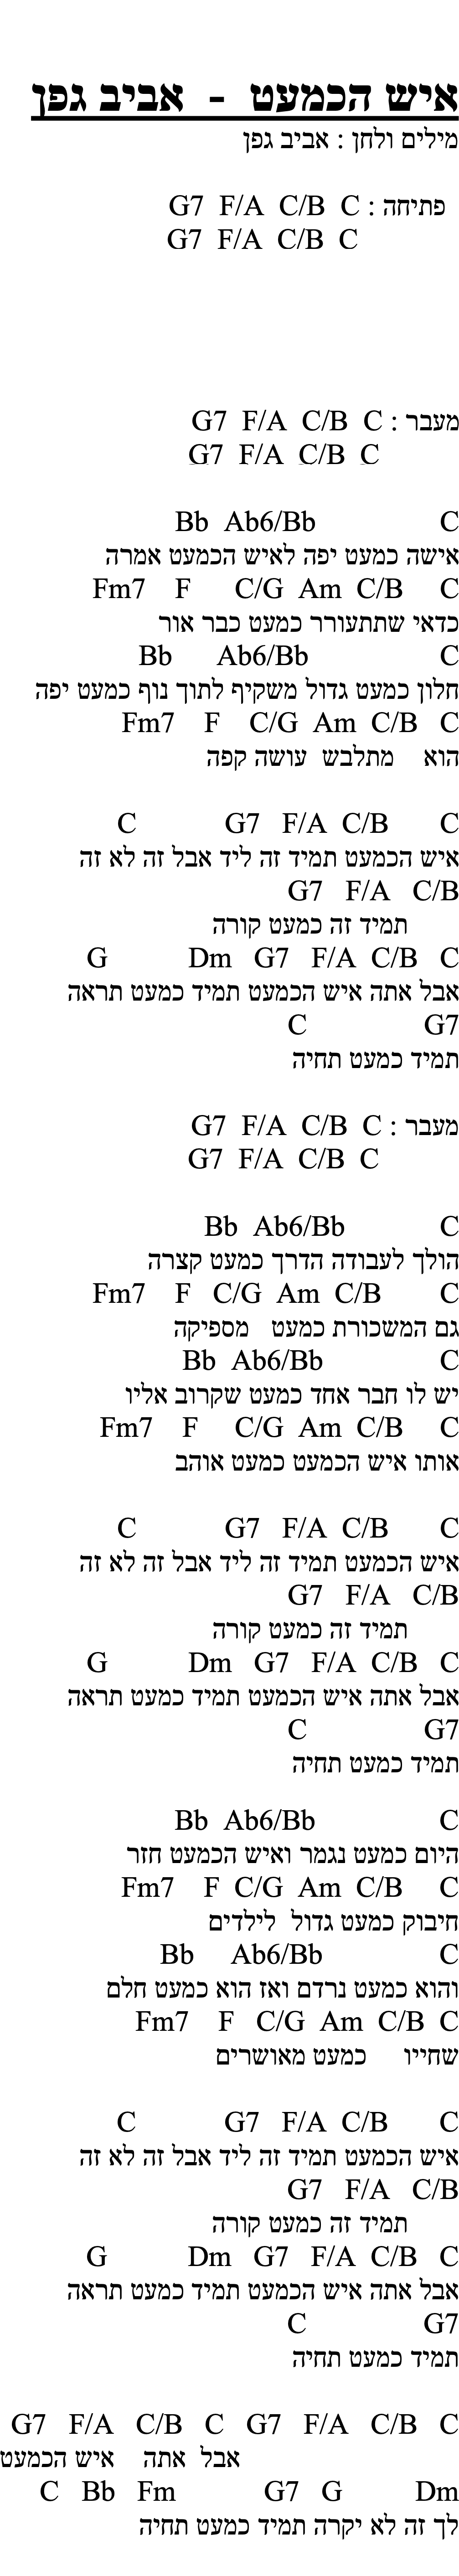 איש הכמעט - אביב גפן
מילים ולחן : אביב גפן
פתיחה : G7 F/A C/B C
G7 F/A C/B C
מעבר : G7 F/A C/B C
G7 F/A C/B C
Bb Ab6/Bb C
אישה כמעט יפה לאיש הכמעט אמרה
Fm7 F C/G Am C/B C
כדאי שתתעורר כמעט כבר אור
Bb Ab6/Bb C
חלון כמעט גדול משקיף לתוך נוף כמעט יפה
Fm7 F C/G Am C/B C
הוא מתלבש עושה קפה
C G7 F/A C/B C
איש הכמעט תמיד זה ליד אבל זה לא זה
G7 F/A C/B
תמיד זה כמעט קורה
G Dm G7 F/A C/B C
אבל אתה איש הכמעט תמיד כמעט תראה
C G7
תמיד כמעט תחיה
מעבר : G7 F/A C/B C
G7 F/A C/B C
Bb Ab6/Bb C
הולך לעבודה הדרך כמעט קצרה
Fm7 F C/G Am C/B C
גם המשכורת כמעט מספיקה
Bb Ab6/Bb C
יש לו חבר אחד כמעט שקרוב אליו
Fm7 F C/G Am C/B C
אותו איש הכמעט כמעט אוהב
C G7 F/A C/B C
איש הכמעט תמיד זה ליד אבל זה לא זה
G7 F/A C/B
תמיד זה כמעט קורה
G Dm G7 F/A C/B C
אבל אתה איש הכמעט תמיד כמעט תראה
C G7
תמיד כמעט תחיה
Bb Ab6/Bb C
היום כמעט נגמר ואיש הכמעט חזר
Fm7 F C/G Am C/B C
חיבוק כמעט גדול לילדים
Bb Ab6/Bb C
והוא כמעט נרדם ואז הוא כמעט חלם
Fm7 F C/G Am C/B C
שחייו כמעט מאושרים
C G7 F/A C/B C
איש הכמעט תמיד זה ליד אבל זה לא זה
G7 F/A C/B
תמיד זה כמעט קורה
G Dm G7 F/A C/B C
אבל אתה איש הכמעט תמיד כמעט תראה
C G7
תמיד כמעט תחיה
G7 F/A C/B C G7 F/A C/B C
אבל אתה איש הכמעט
C Bb Fm G7 G Dm
לך זה לא יקרה תמיד כמעט תחיה